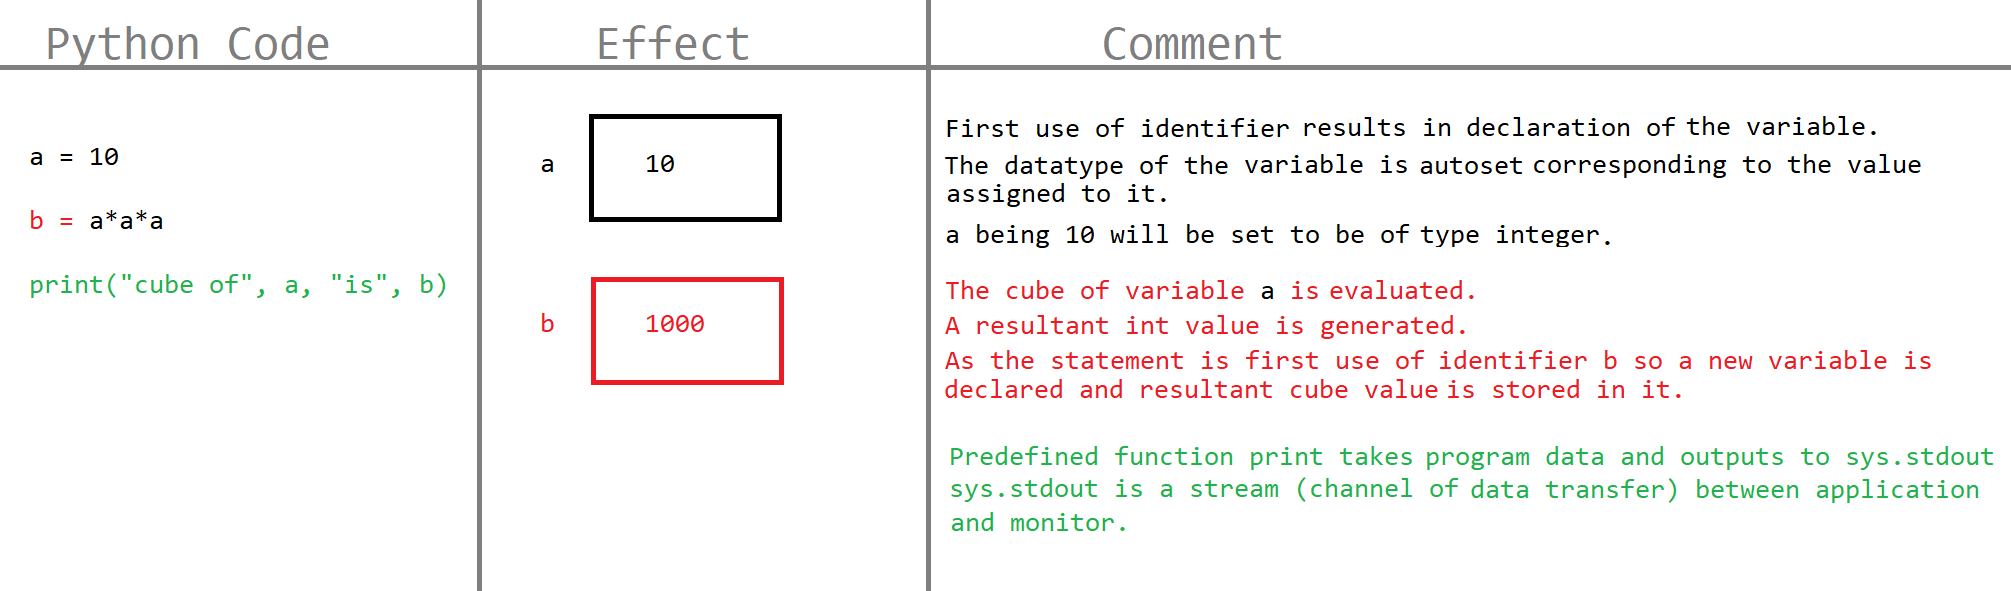 Python Code
Effect
Comment
a = 10
b = a*a*a
print("cube of", a, "is", b)
a
10
b
1000
First use of identifier results in declaration of the variable.
The datatype of the variable is autoset corresponding to the value
assigned to it.
a being 10 will be set to be of type integer.
The cube of variable a is evaluated.
A resultant int value is generated.
As the statement is first use of identifier b so a new variable is
declared and resultant cube value is stored in it.
Predefined function print takes program data and outputs to sys.stdout
sys.stdout is a stream (channel of data transfer) between application
and monitor.